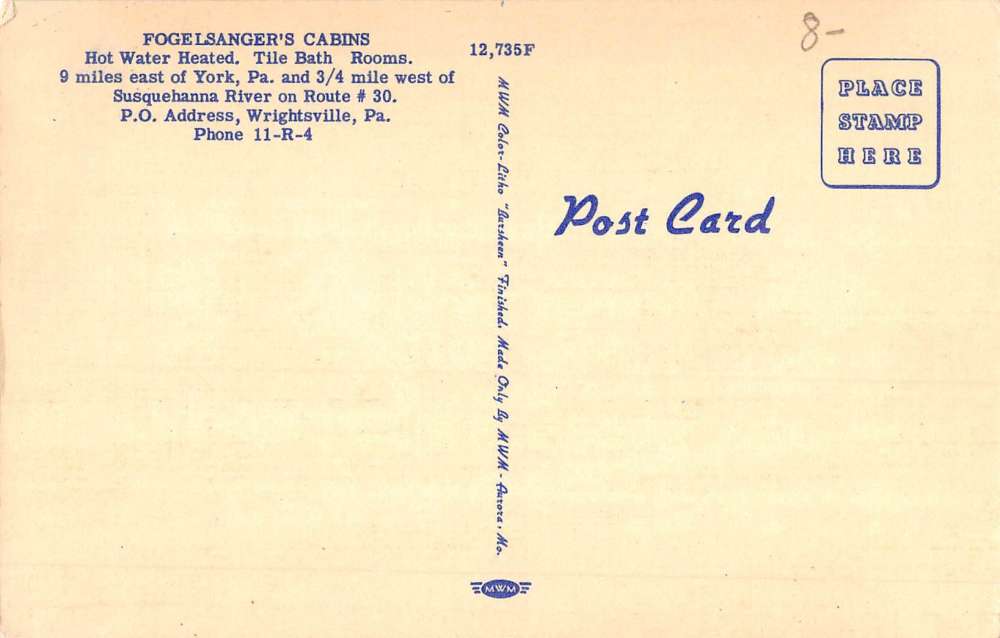 FOGELSANGER'S CABINS
Hot Water Heated. Tile Bath Rooms.
9 miles east of York, Pa. and 3/4 mile west of
Susquehanna River on Route # 30.
P.O. Address, Wrightsville, Pa.
Phone 11-R-4
12,735F
MWM Color-Litho "Bursheen" Finished. Made Only By MWM - Aurora, Mo.
MWM
8-
PLACE
STAMP
HERE
Post Card